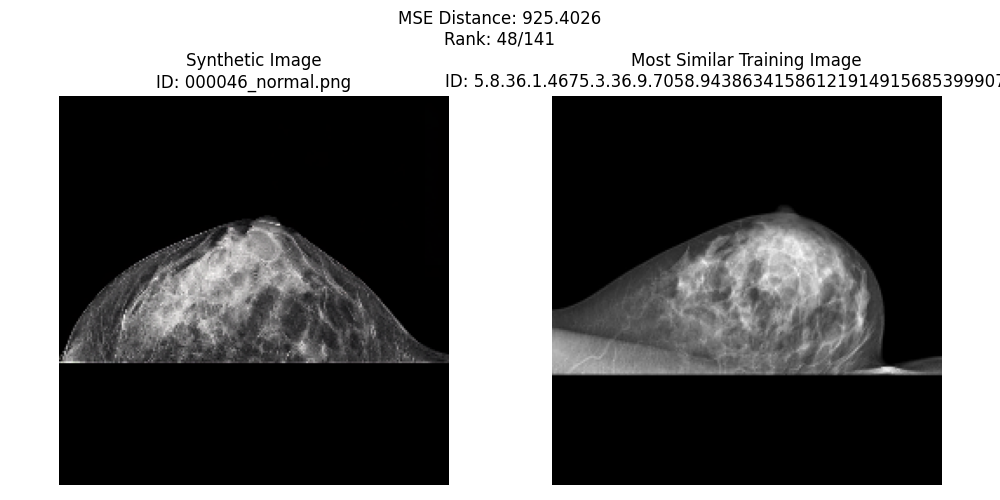 MSE Distance: 925.4026
Rank: 48/141
Synthetic Image
ID: 000046_normal.png
Most Similar Training Image
ID: 5.8.36.1.4675.3.36.9.7058.94386341586121914915685399907